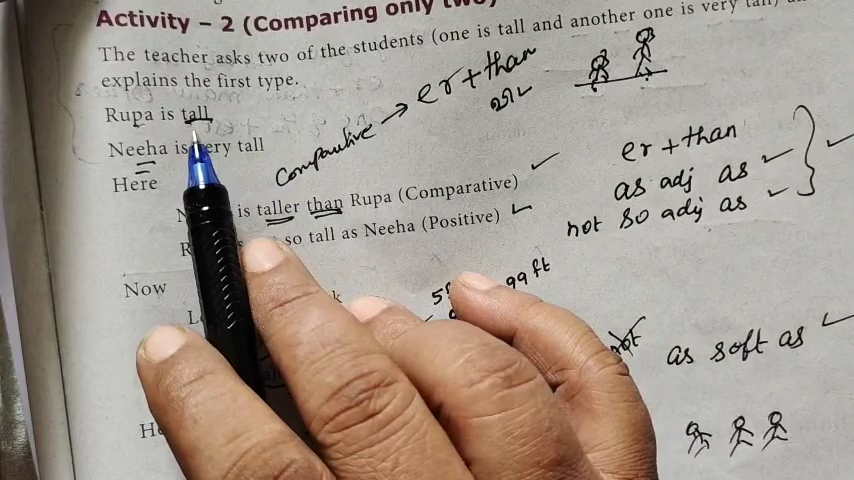 Activity – 2 (Comparing only two)
The teacher asks two of the students (one is tall and another one is very tall)
explains the first type.
Rupa is tall
Neeha is very tall
Here
is taller than Rupa (Comparative)
so tall as Neeha (Positive)
Now
Comparative → er + than
er + than
as adj as
not so adj as
99 ft
not
as soft as